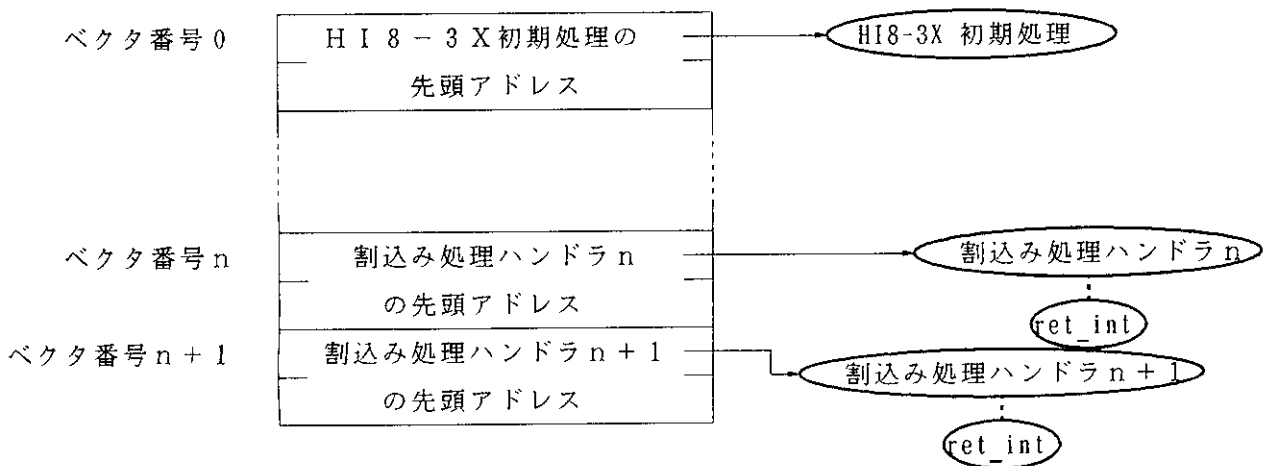 ベクタ番号0 HI8-3X初期処理の HI8-3X 初期処理
先頭アドレス
ベクタ番号n 割込み処理ハンドラn 割込み処理ハンドラn
の先頭アドレス
ret_int
ベクタ番号n+1 割込み処理ハンドラn+1 割込み処理ハンドラn+1
の先頭アドレス
ret_int